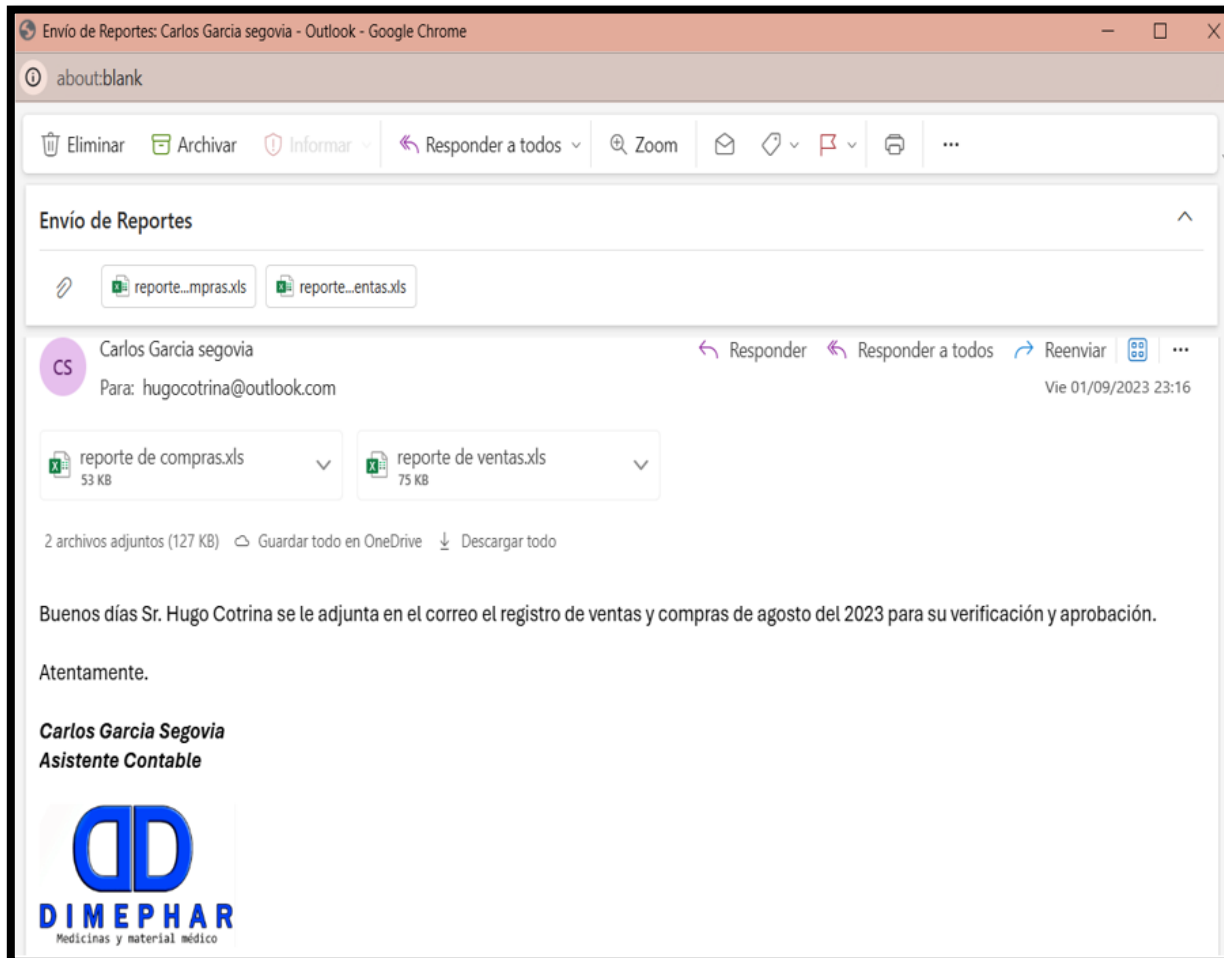 Envío de Reportes: Carlos Garcia segovia - Outlook - Google Chrome
about:blank
Eliminar Archivar Informar Responder a todos Zoom ...
Envío de Reportes
reporte...mpras.xls reporte...entas.xls
CS
Carlos Garcia segovia
Responder Responder a todos Reenviar ...
Para: hugocotrina@outlook.com
Vie 01/09/2023 23:16
reporte de compras.xls
53 KB
reporte de ventas.xls
75 KB
2 archivos adjuntos (127 KB) Guardar todo en OneDrive Descargar todo
Buenos días Sr. Hugo Cotrina se le adjunta en el correo el registro de ventas y compras de agosto del 2023 para su verificación y aprobación.
Atentamente.
Carlos Garcia Segovia
Asistente Contable
DIMEPHAR
Medicinas y material médico